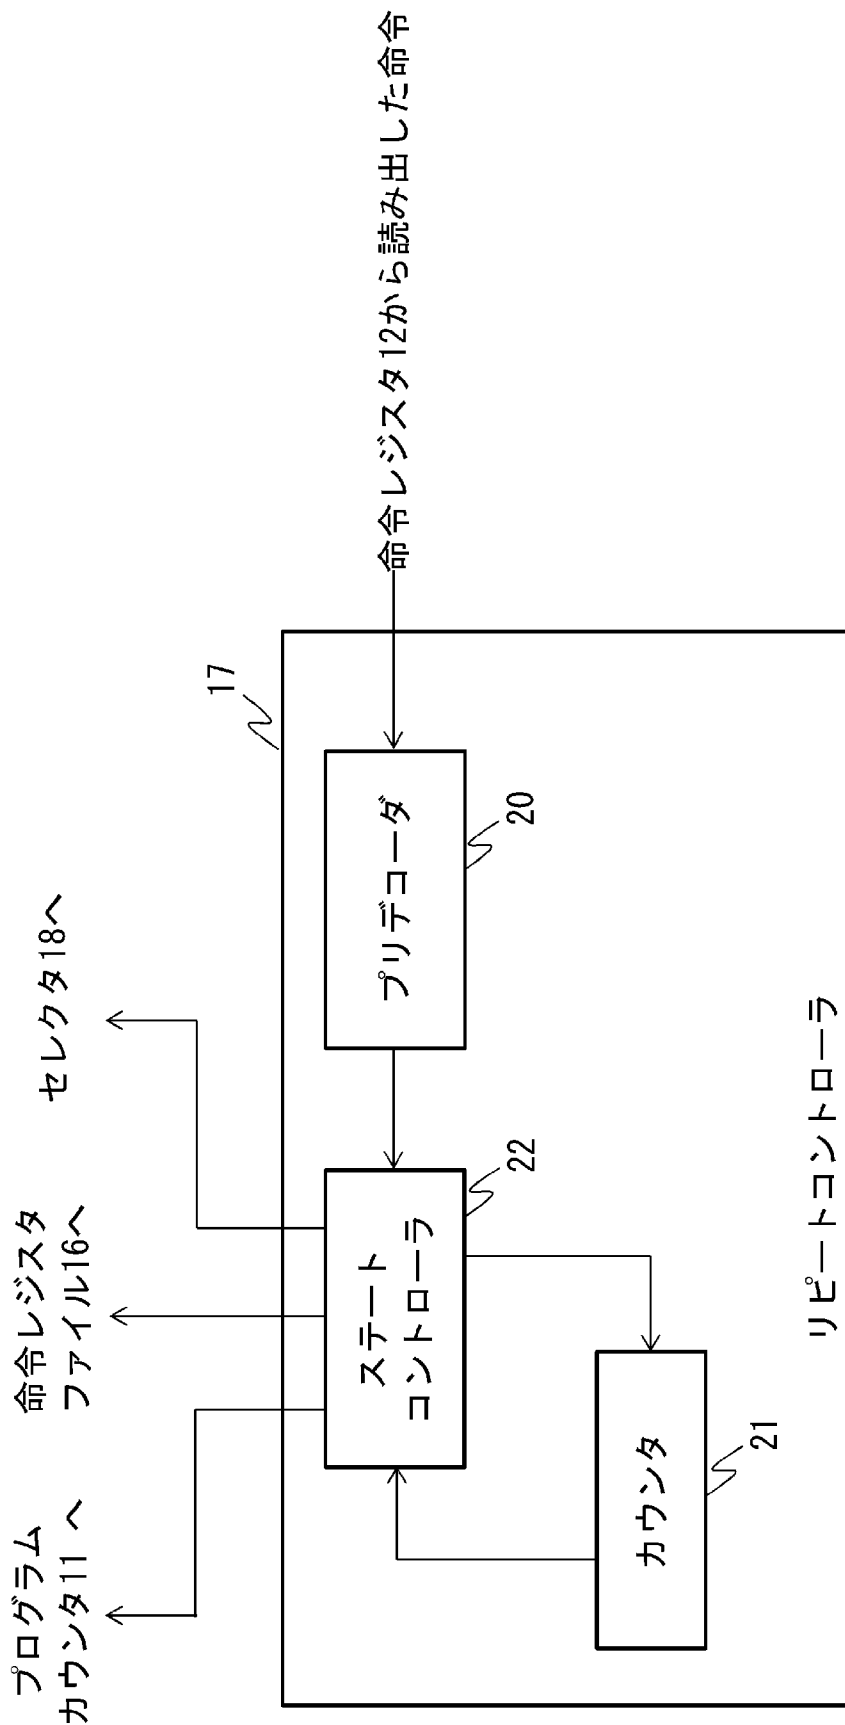 プログラム
カウンタ11 へ
命令レジスタ
ファイル16へ
セレクタ18へ
17
命令レジスタ12から読み出した命令
ステート
コントローラ
22
プリデコーダ
20
カウンタ
21
リピートコントローラ